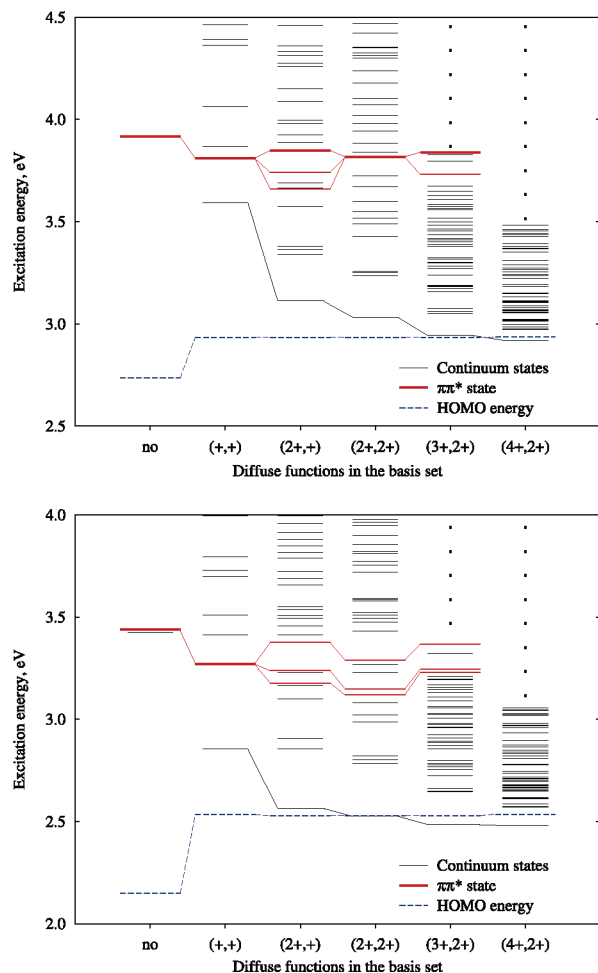 4.5
4.0
3.5
3.0
2.5
Excitation energy, eV
Continuum states
ππ* state
HOMO energy
no (+,+) (2+,+) (2+,2+) (3+,2+) (4+,2+)
Diffuse functions in the basis set
4.0
3.5
3.0
2.5
2.0
Excitation energy, eV
Continuum states
ππ* state
HOMO energy
no (+,+) (2+,+) (2+,2+) (3+,2+) (4+,2+)
Diffuse functions in the basis set